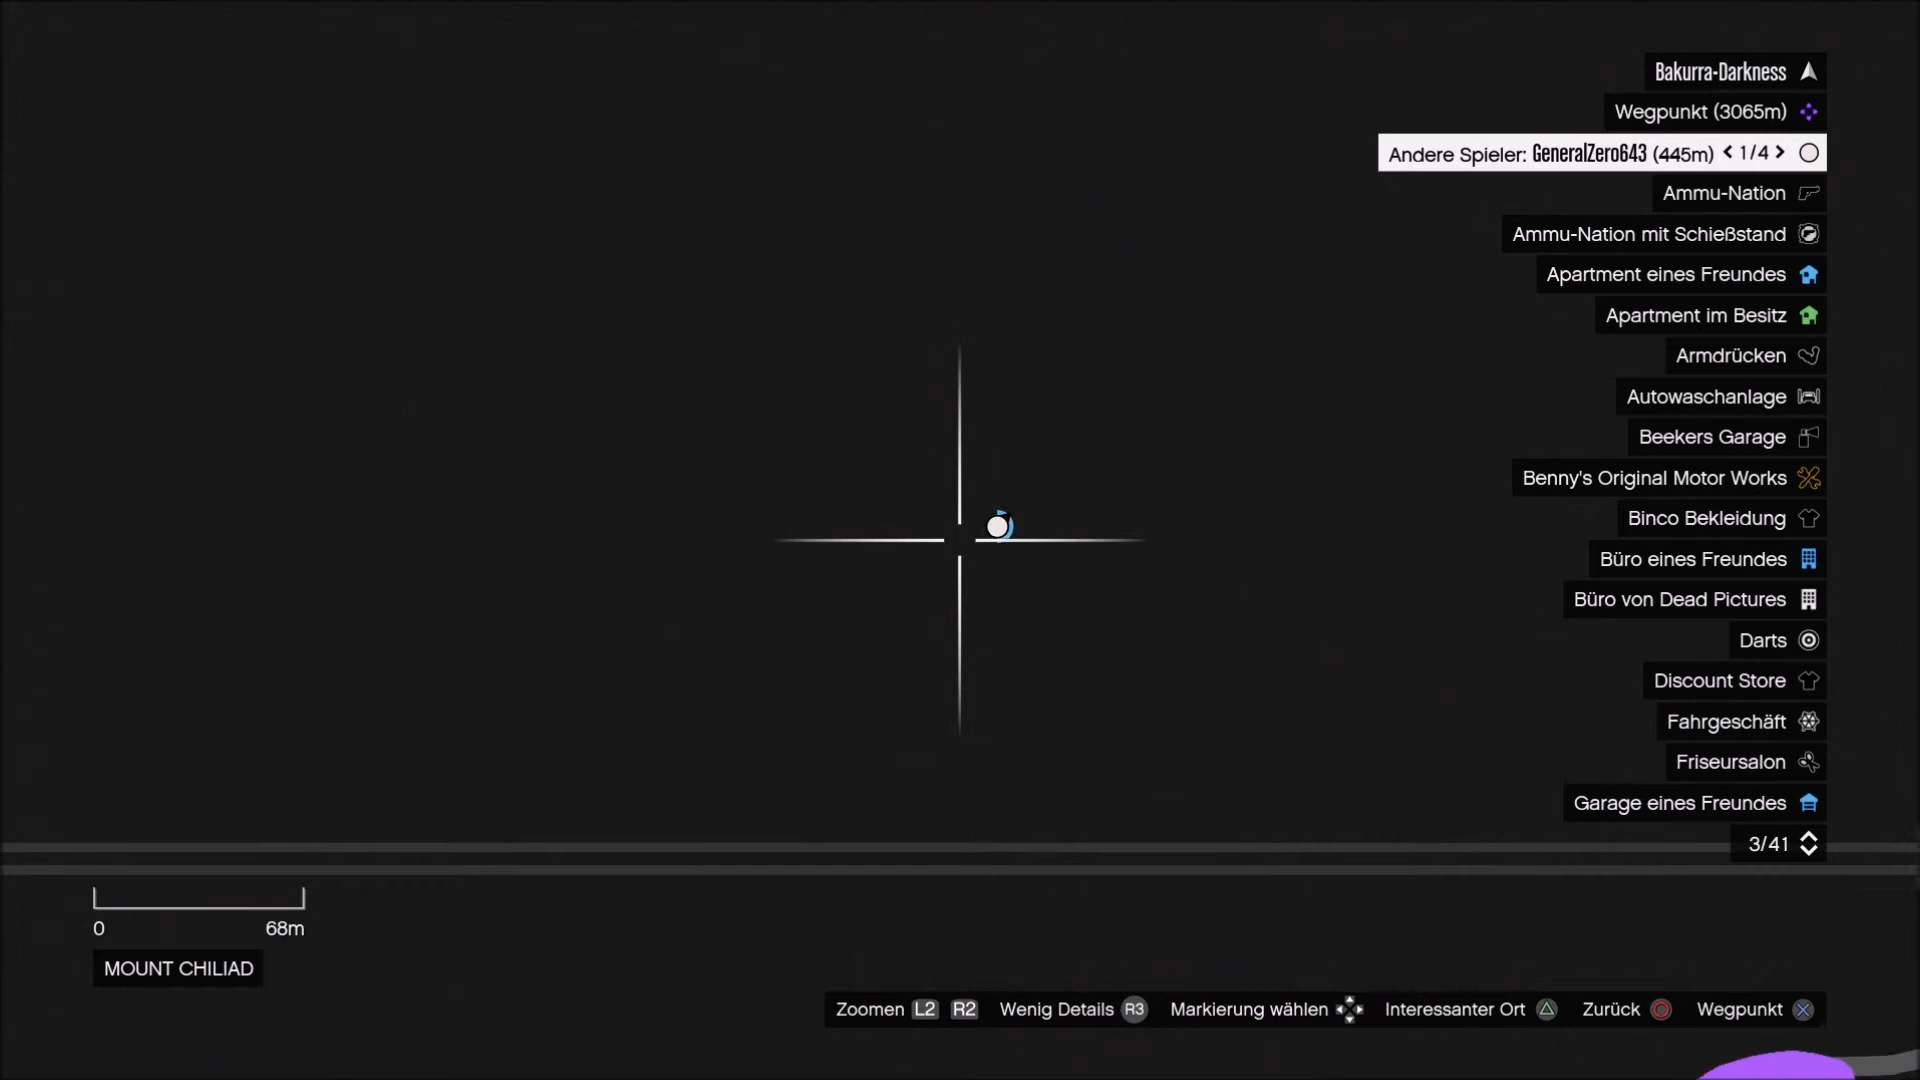 Bakurra-Darkness
Wegpunkt (3065m)
Andere Spieler: GeneralZero643 (445m) < 1/4 >
Ammu-Nation
Ammu-Nation mit Schießstand
Apartment eines Freundes
Apartment im Besitz
Armdrücken
Autowaschanlage
Beekers Garage
Benny's Original Motor Works
Binco Bekleidung
Büro eines Freundes
Büro von Dead Pictures
Darts
Discount Store
Fahrgeschäft
Friseursalon
Garage eines Freundes
3/41
0 68m
MOUNT CHILIAD
Zoomen L2 R2 Wenig Details R3 Markierung wählen Interessanter Ort Zurück Wegpunkt